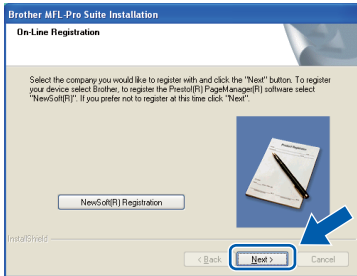 Brother MFL-Pro Suite Installation
On-Line Registration
Select the company you would like to register with and click the "Next" button. To register
your device select Brother, to register the Presto!(R) PageManager(R) software select
"NewSoft(R)". If you prefer not to register at this time click "Next".
Product Registration
NewSoft(R) Registration
InstallShield
< Back
Next >
Cancel